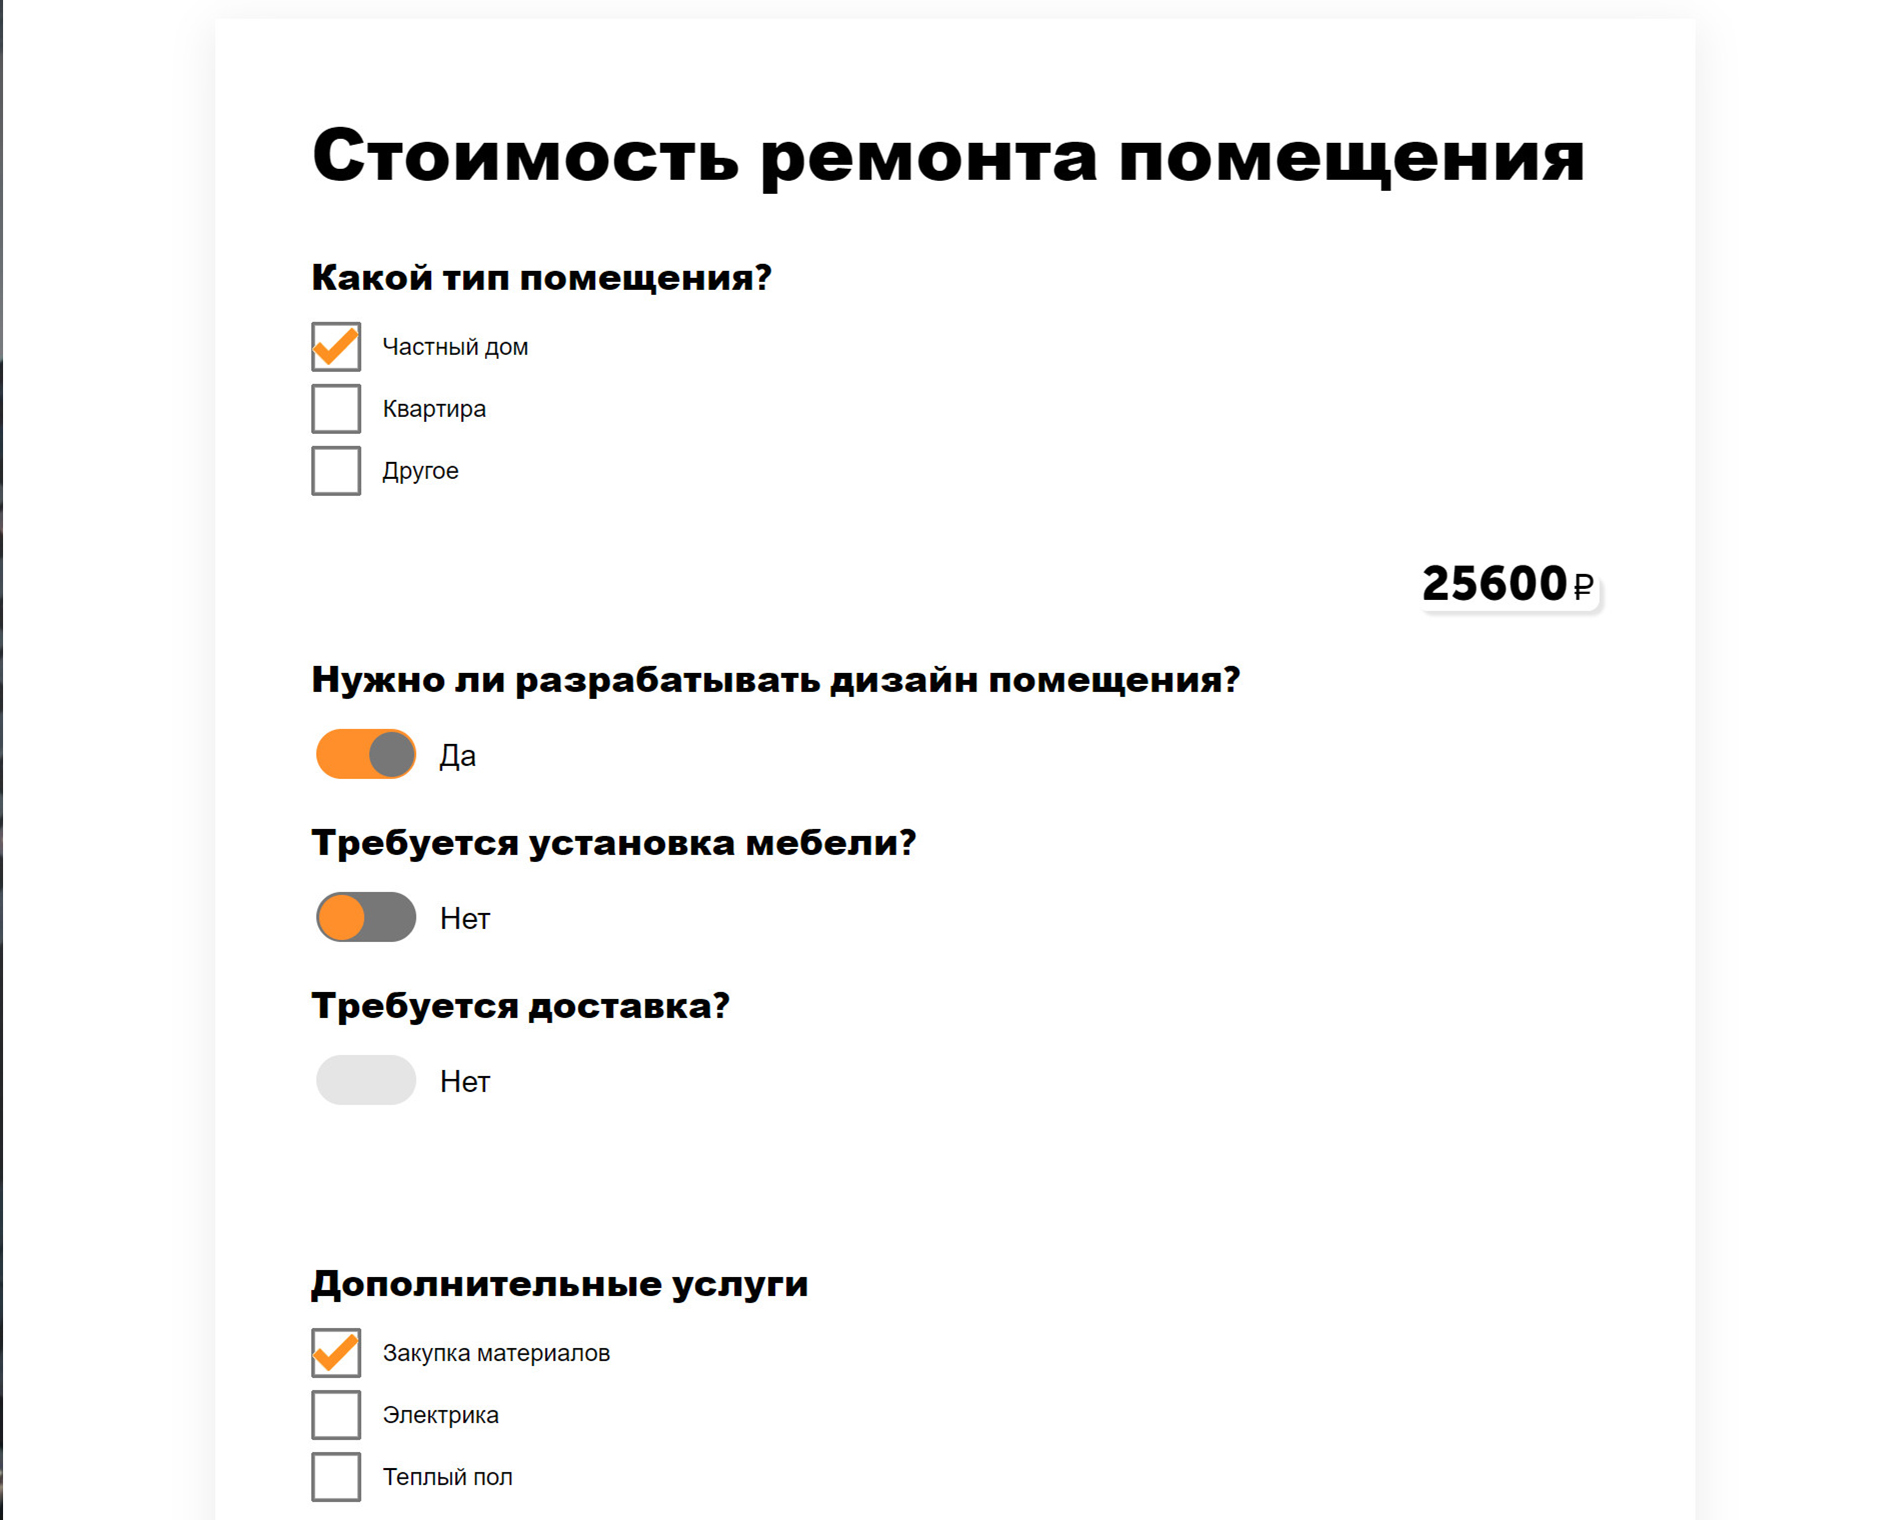 Стоимость ремонта помещения
Какой тип помещения?
Частный дом
Квартира
Другое
25600 ₽
Нужно ли разрабатывать дизайн помещения?
Да
Требуется установка мебели?
Нет
Требуется доставка?
Нет
Дополнительные услуги
Закупка материалов
Электрика
Теплый пол